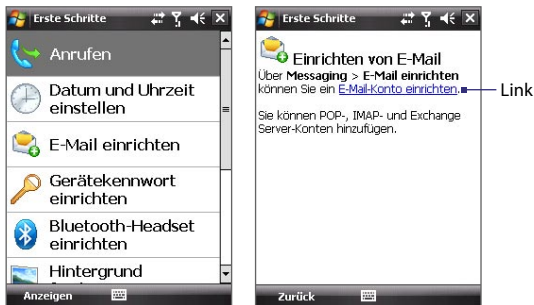 Erste Schritte
Anrufen
Datum und Uhrzeit
einstellen
E-Mail einrichten
Gerätekennwort
einrichten
Bluetooth-Headset
einrichten
Hintergrund
Anzeigen
Erste Schritte
Einrichten von E-Mail
Über Messaging > E-Mail einrichten
können Sie ein E-Mail-Konto einrichten.
Sie können POP-, IMAP- und Exchange
Server-Konten hinzufügen.
Zurück
Link